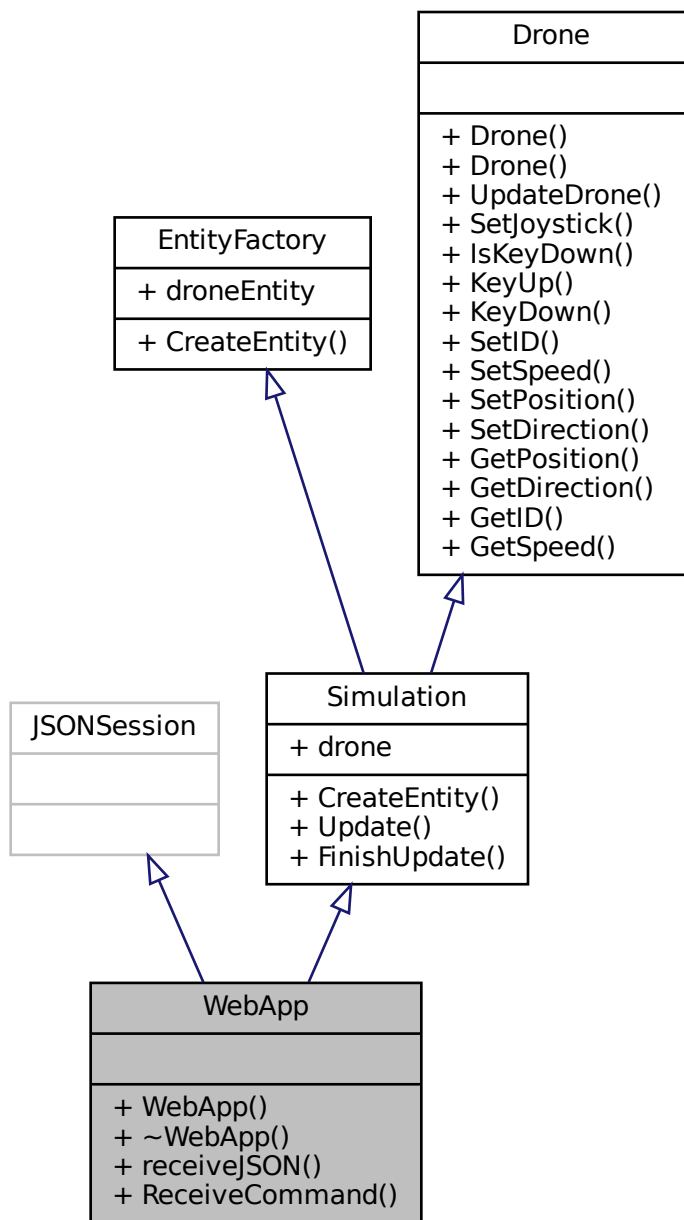 Drone
+ Drone()
+ Drone()
+ UpdateDrone()
+ SetJoystick()
+ IsKeyDown()
+ KeyUp()
+ KeyDown()
+ SetID()
+ SetSpeed()
+ SetPosition()
+ SetDirection()
+ GetPosition()
+ GetDirection()
+ GetID()
+ GetSpeed()
EntityFactory
+ droneEntity
+ CreateEntity()
Simulation
+ drone
+ CreateEntity()
+ Update()
+ FinishUpdate()
JSONSession
WebApp
+ WebApp()
+ ~WebApp()
+ receiveJSON()
+ ReceiveCommand()